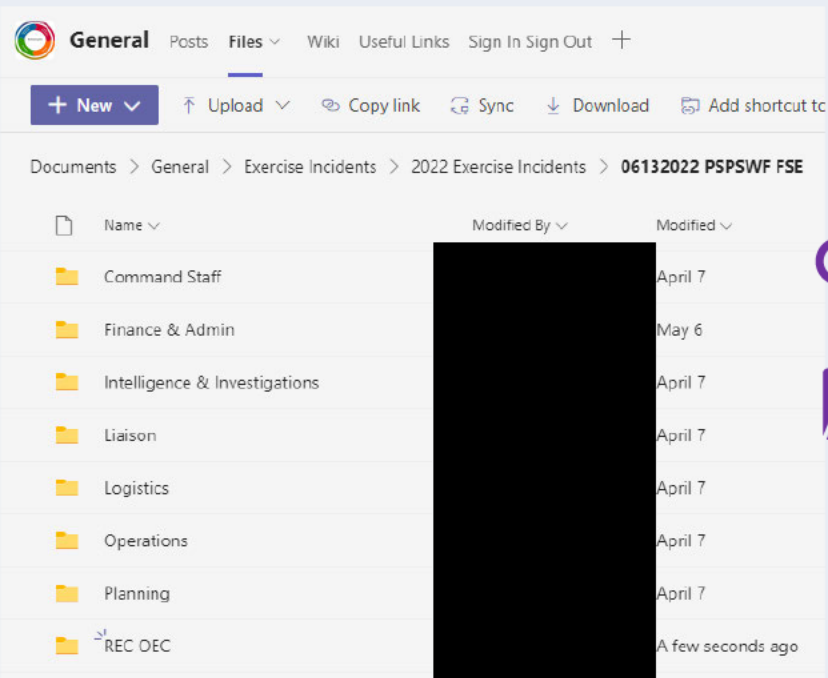 General Posts Files Wiki Useful Links Sign In Sign Out
New Upload Copy link Sync Download Add shortcut to
Documents > General > Exercise Incidents > 2022 Exercise Incidents > 06132022 PSPSWF FSE
Name Modified By Modified
Command Staff April 7
Finance & Admin May 6
Intelligence & Investigations April 7
Liaison April 7
Logistics April 7
Operations April 7
Planning April 7
REC OEC A few seconds ago